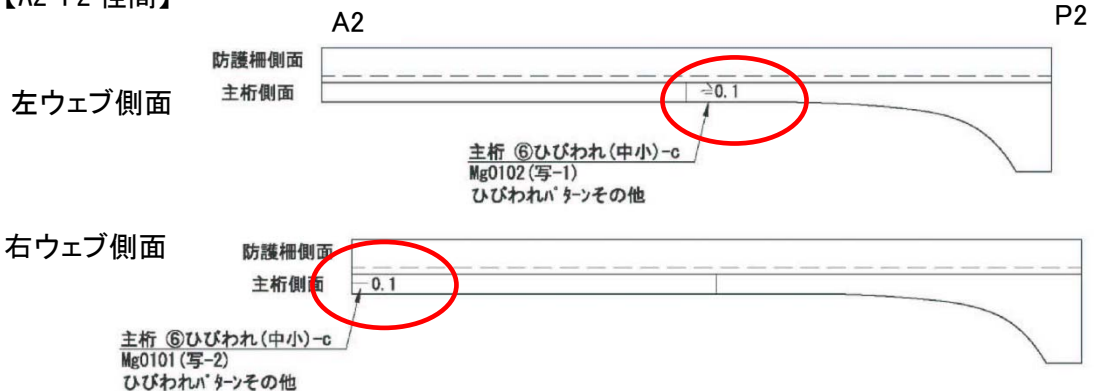 【A2-P2 径間】
A2
P2
防護柵側面
左ウェブ側面
主桁側面
0.1
主桁 ⑥ひびわれ(中小)-c
Mg0102(写-1)
ひびわれパターンその他
右ウェブ側面
防護柵側面
主桁側面
0.1
主桁 ⑥ひびわれ(中小)-c
Mg0101(写-2)
ひびわれパターンその他